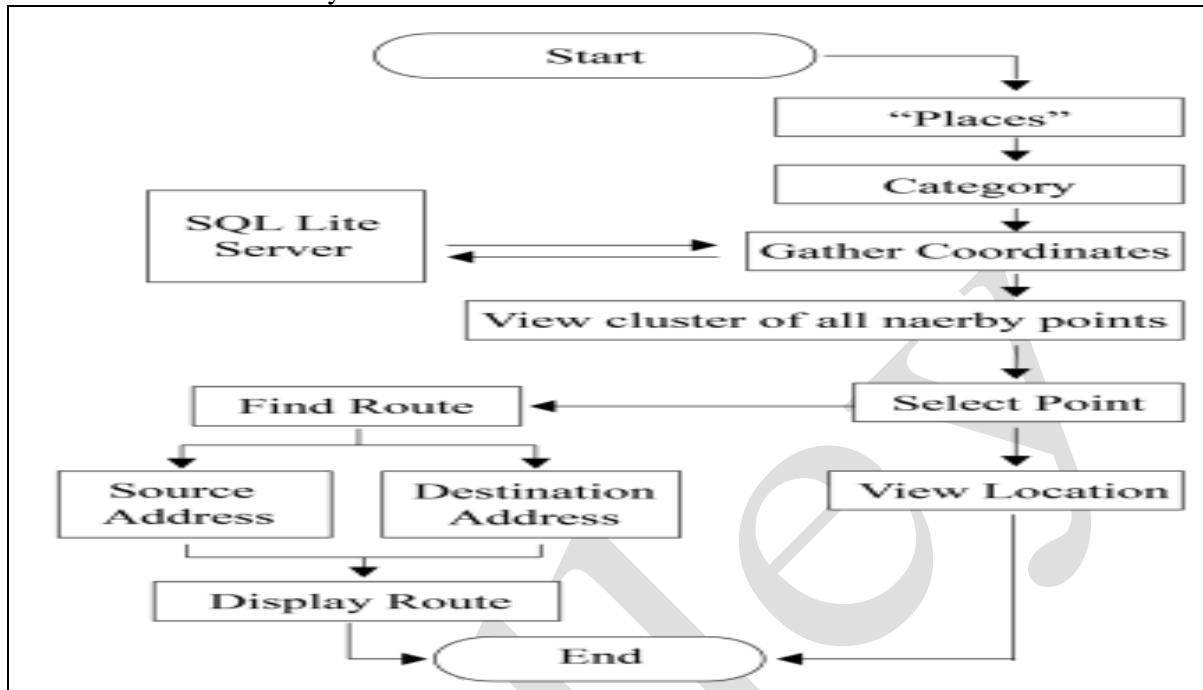 Start
“Places”
Category
SQL Lite
Server
Gather Coordinates
View cluster of all naerby points
Find Route
Select Point
Source
Address
Destination
Address
View Location
Display Route
End